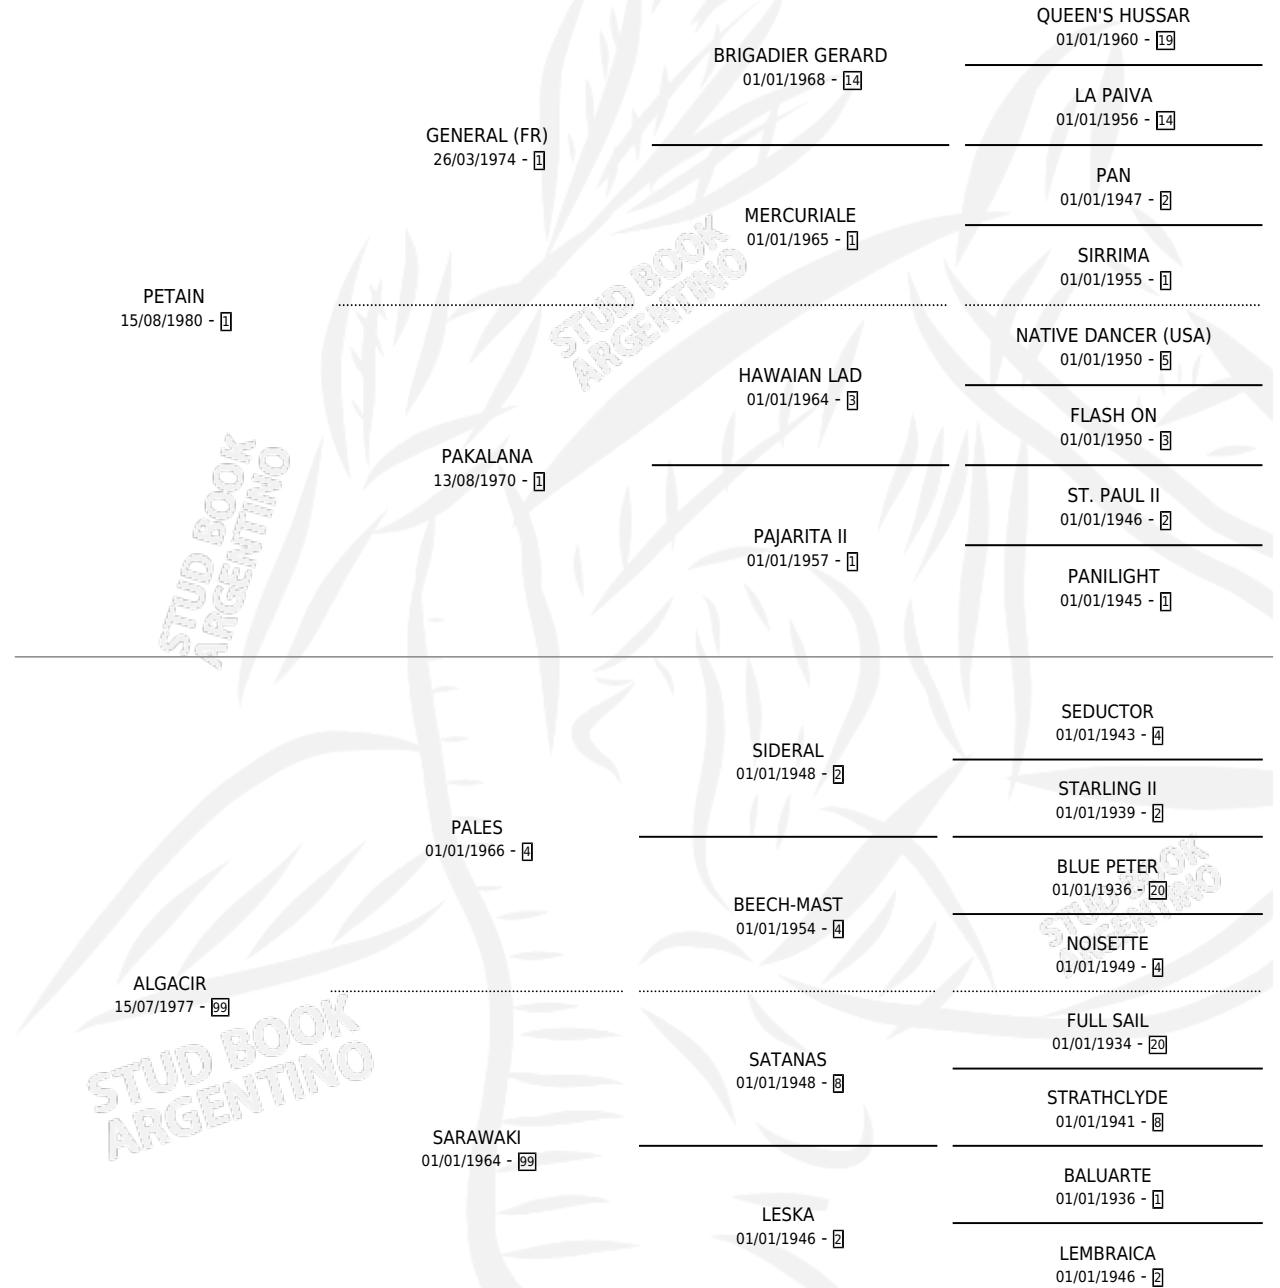 QUEEN'S HUSSAR
01/01/1960 - 19
BRIGADIER GERARD
01/01/1968 - 14
LA PAIVA
01/01/1956 - 14
GENERAL (FR)
26/03/1974 - 1
PAN
01/01/1947 - 2
MERCURIALE
01/01/1965 - 1
SIRRIMA
01/01/1955 - 1
PETAIN
15/08/1980 - 1
STUD BOOK
ARGENTINO
NATIVE DANCER (USA)
01/01/1950 - 5
HAWAIAN LAD
01/01/1964 - 3
FLASH ON
01/01/1950 - 3
PAKALANA
13/08/1970 - 1
ST. PAUL II
01/01/1946 - 2
PAJARITA II
01/01/1957 - 1
PANILIGHT
01/01/1945 - 1
STUD BOOK
ARGENTINO
SEDUCTOR
01/01/1943 - 4
SIDERAL
01/01/1948 - 2
STARLING II
01/01/1939 - 2
PALES
01/01/1966 - 4
BLUE PETER
01/01/1936 - 20
BEECH-MAST
01/01/1954 - 4
STUD BOOK
ARGENTINO
NOISETTE
01/01/1949 - 4
ALGACIR
15/07/1977 - 99
FULL SAIL
01/01/1934 - 20
STUD BOOK
ARGENTINO
SATANAS
01/01/1948 - 8
STRATHCLYDE
01/01/1941 - 8
SARAWAKI
01/01/1964 - 99
BALUARTE
01/01/1936 - 1
LESKA
01/01/1946 - 2
LEMBRAICA
01/01/1946 - 2